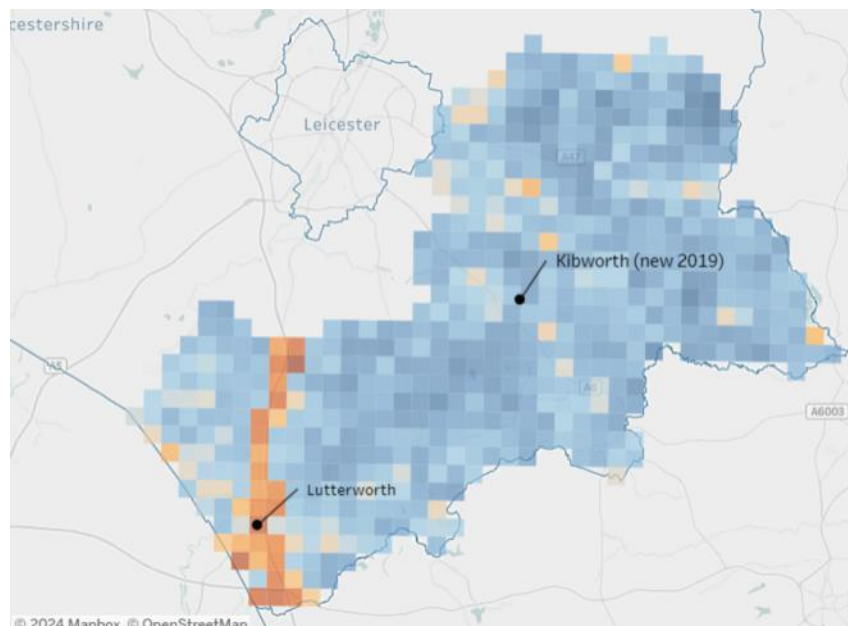 cestershire
Leicester
A47
Kibworth (new 2019)
A5
A6
A6003
Lutterworth
© 2024 Mapbox © OpenStreetMap